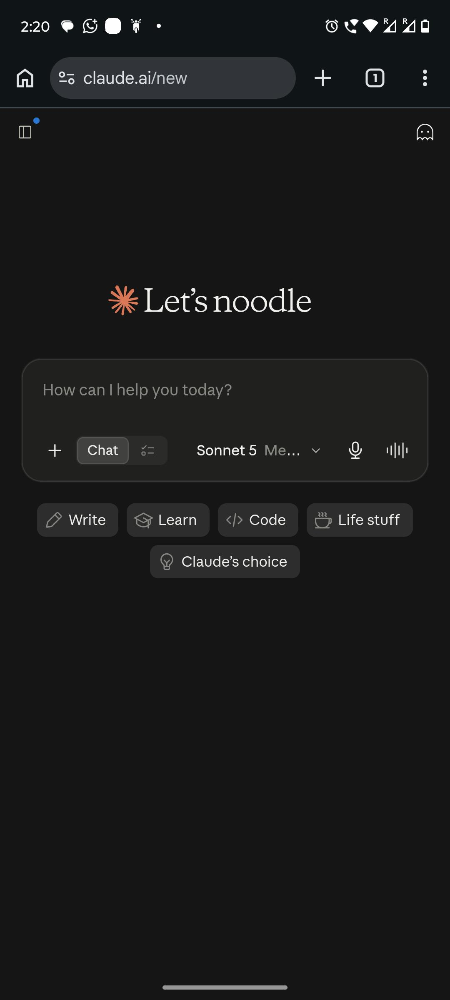 2:20
R R
claude.ai/new
1
Let's noodle
How can I help you today?
Chat Sonnet 5 Me...
Write Learn Code Life stuff
Claude's choice